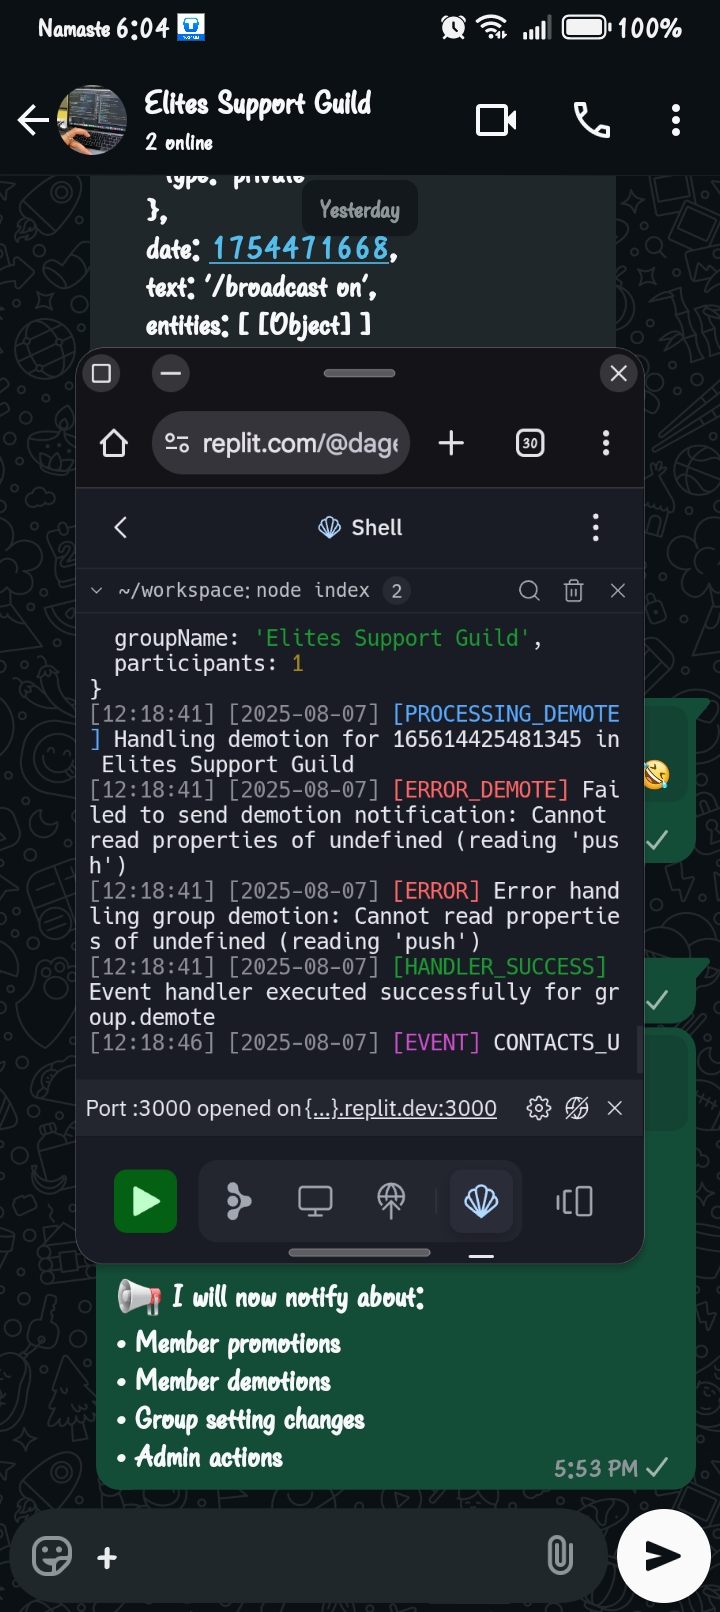 Namaste 6:04
100%
Elites Support Guild
2 online
type: 'private'
Yesterday
},
date: 1754471668,
text: '/broadcast on',
entities: [ [Object] ]
replit.com/@dage
30
Shell
~/workspace: node index 2
groupName: 'Elites Support Guild',
participants: 1
}
[12:18:41] [2025-08-07] [PROCESSING_DEMOTE
] Handling demotion for 165614425481345 in
Elites Support Guild
[12:18:41] [2025-08-07] [ERROR_DEMOTE] Fai
led to send demotion notification: Cannot
read properties of undefined (reading 'pus
h')
[12:18:41] [2025-08-07] [ERROR] Error hand
ling group demotion: Cannot read propertie
s of undefined (reading 'push')
[12:18:41] [2025-08-07] [HANDLER_SUCCESS]
Event handler executed successfully for gr
oup.demote
[12:18:46] [2025-08-07] [EVENT] CONTACTS_U
Port :3000 opened on {...}.replit.dev:3000
I will now notify about:
• Member promotions
• Member demotions
• Group setting changes
• Admin actions
5:53 PM
+